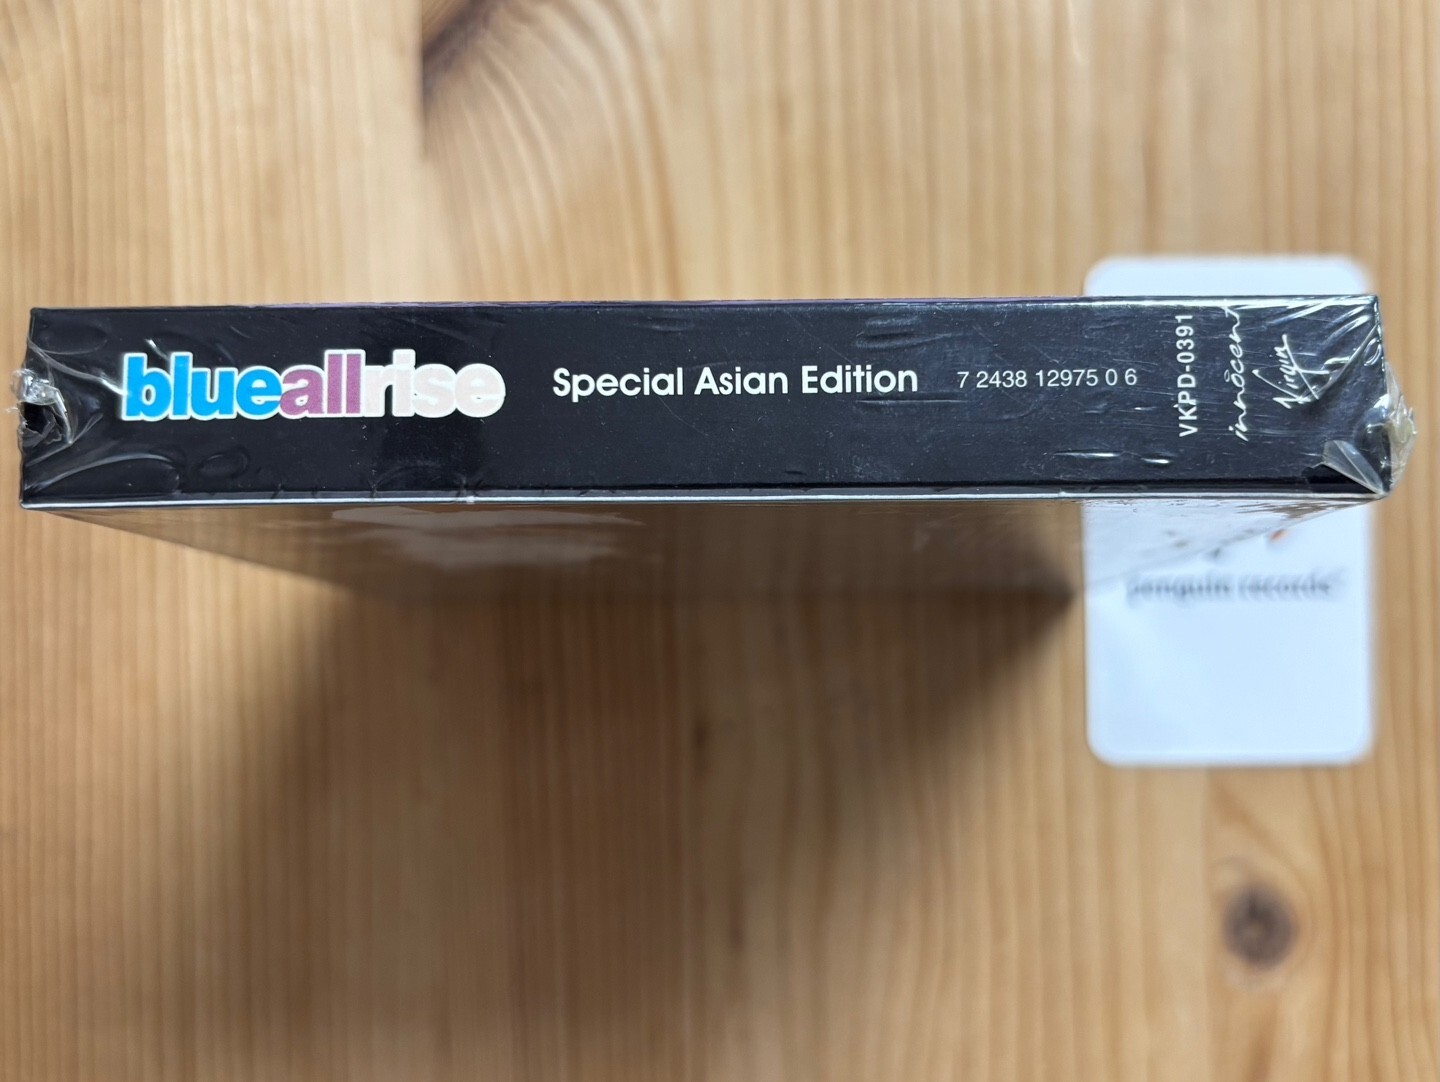 blueallrise Special Asian Edition 7 2438 12975 0 6
VKPD-0391
innocent
Virgin
penguin records